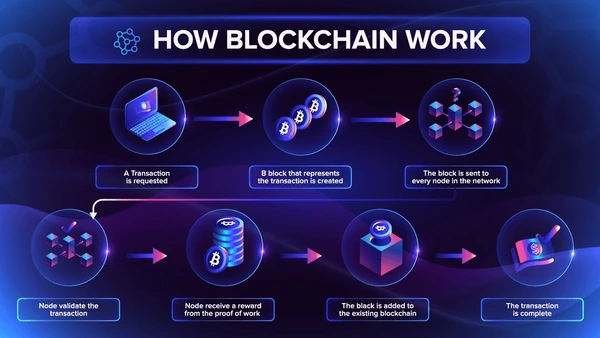 HOW BLOCKCHAIN WORK
A Transaction
is requested
B block that represents
the transaction is created
The block is sent to
every node in the network
Node validate the
transaction
Node receive a reward
from the proof of work
The black is added to
the existing blockchain
The transaction
is complete